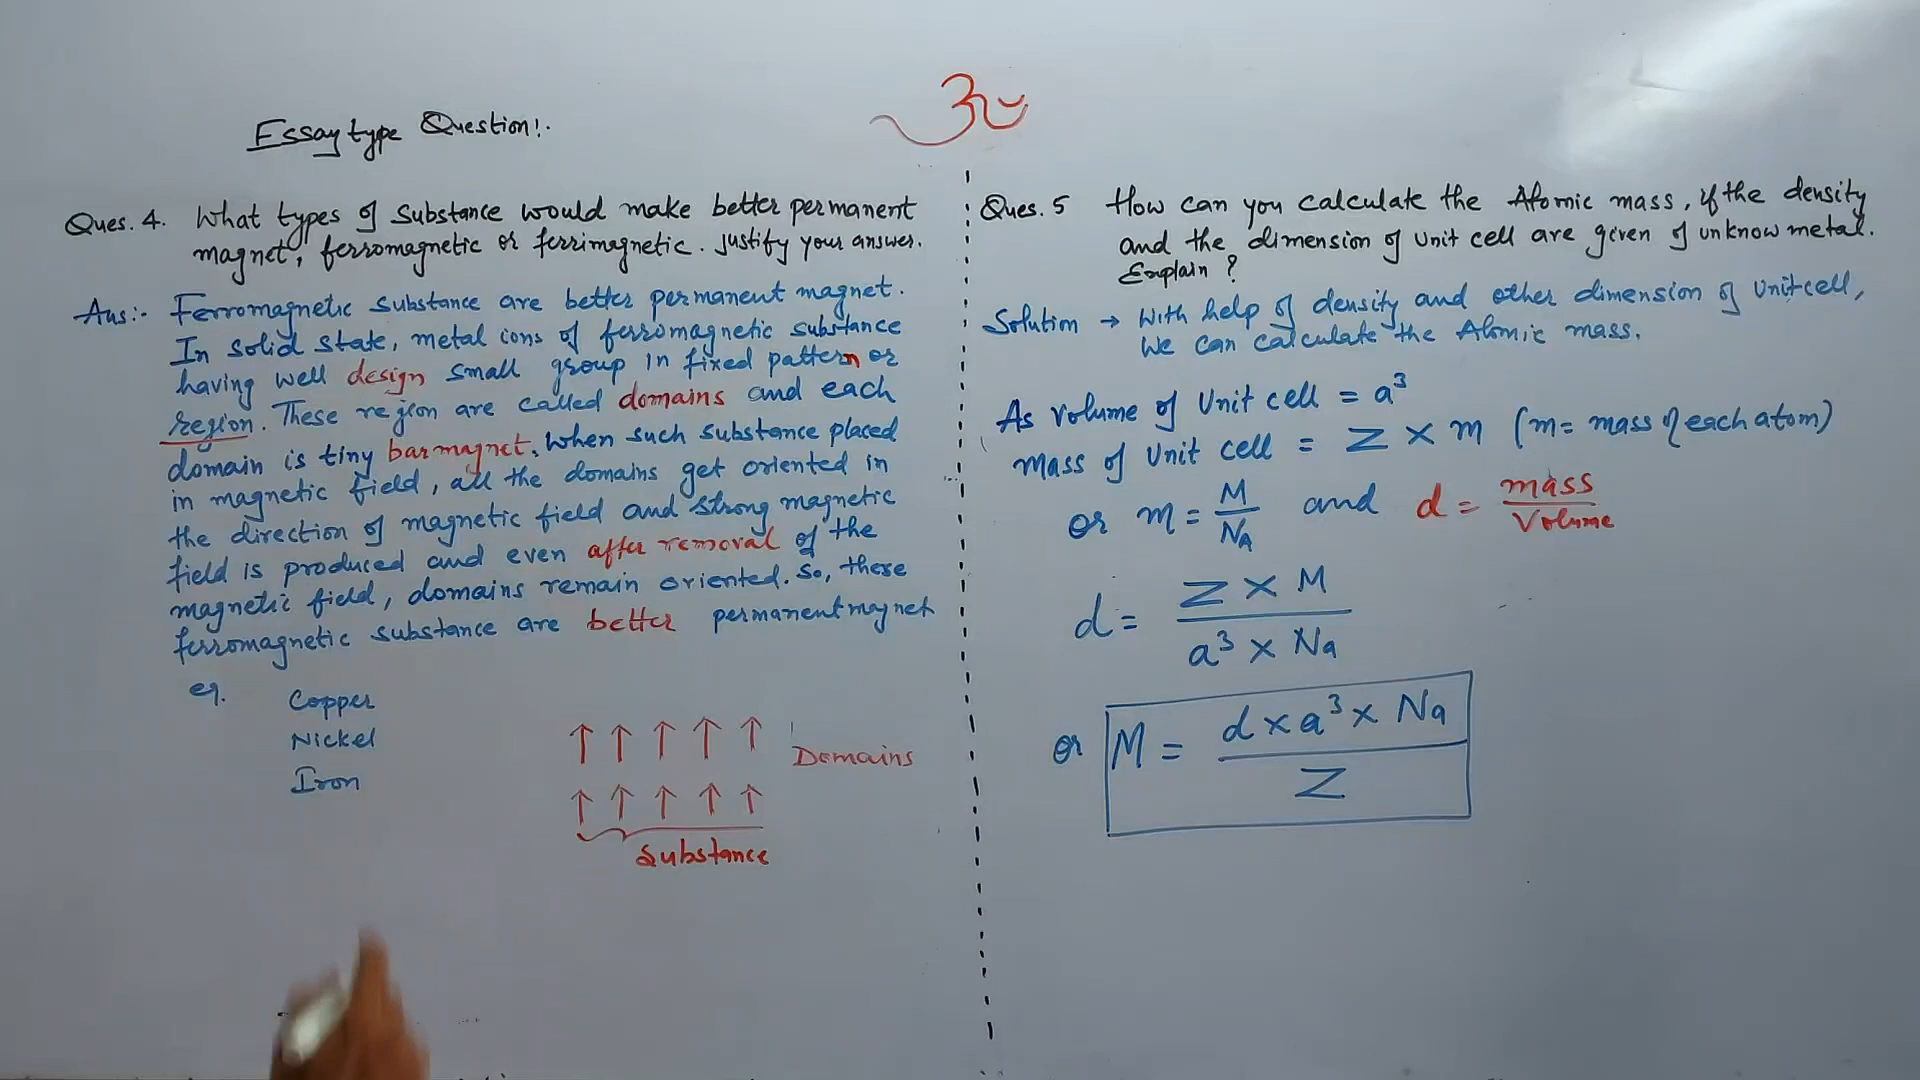 ॐ
Essay type Question:-
Ques. 4. What types of substance would make better permanent
magnet, ferromagnetic or ferrimagnetic. Justify your answer.
Ans:- Ferromagnetic substance are better permanent magnet.
In solid state, metal ions of ferromagnetic substance
having well design small group in fixed pattern or
region. These region are called domains and each
domain is tiny bar magnet. When such substance placed
in magnetic field, all the domains get oriented in
the direction of magnetic field and strong magnetic
field is produced and even after removal of the
magnetic field, domains remain oriented. So, these
ferromagnetic substance are better permanent magnet
eg.
Copper
Nickel
Iron
↑ ↑ ↑ ↑ ↑ Domains
↑ ↑ ↑ ↑ ↑
Substance
Ques. 5 How can you calculate the Atomic mass, if the density
and the dimension of unit cell are given of unknow metal.
Explain ?
Solution → With help of density and other dimension of Unit cell,
We can calculate the Atomic mass.
As volume of Unit cell = a³
mass of Unit cell = Z × m (m = mass of each atom)
or m = M/NA and d = mass/Volume
d = Z × M / a³ × Na
or M = d × a³ × Na / Z